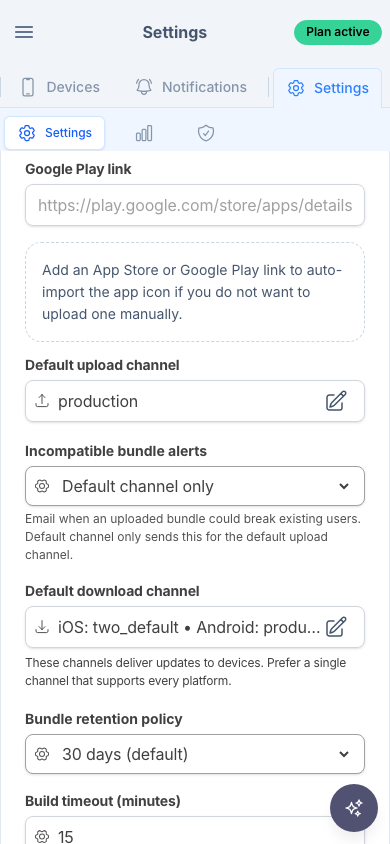 Settings
Plan active
Devices
Notifications
Settings
Settings
Google Play link
https://play.google.com/store/apps/details
Add an App Store or Google Play link to auto-
import the app icon if you do not want to
upload one manually.
Default upload channel
production
Incompatible bundle alerts
Default channel only
Email when an uploaded bundle could break existing users.
Default channel only sends this for the default upload
channel.
Default download channel
iOS: two_default • Android: produ...
These channels deliver updates to devices. Prefer a single
channel that supports every platform.
Bundle retention policy
30 days (default)
Build timeout (minutes)
15